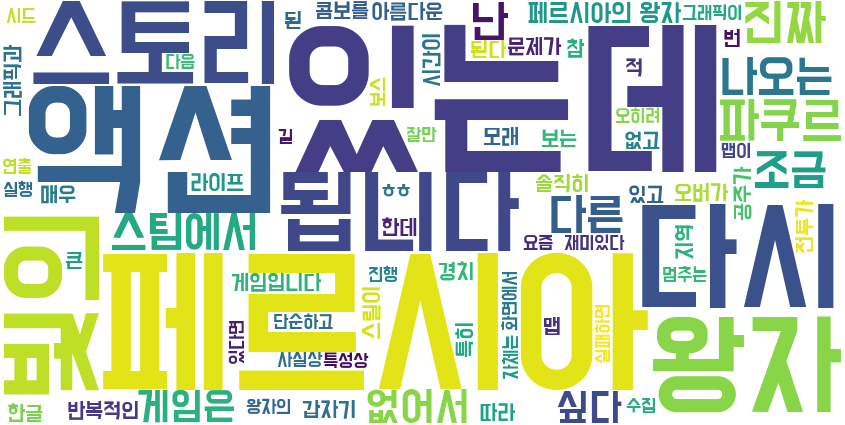 시드
스토리
된
콤보를
아름다운
난
페르시아의 왕자
그래픽이
진짜
그래픽과
다음
있는데
시간이
된다
문제가
참
번
나오는
액션
보스
적
오히려
파쿠르
길
잘만
모래
보는
없고
맵이
연출
실행
매우
라이프
됩니다
ㅎㅎ
솔직히
있고
오버가
공주가
조금
스팀에서
한데
다른
다시
전투가
빛의
큰
페르시아
요즘
재미있다
지역
게임입니다
진행
경치
멈추는
스릴이
자체는
화면에서
왕자
단순하고
특히
맵
실패하면
있다면
사실상
특성상
한글
반복적인
게임은
왕자의
갑자기
없어서
따라
싶다
수집